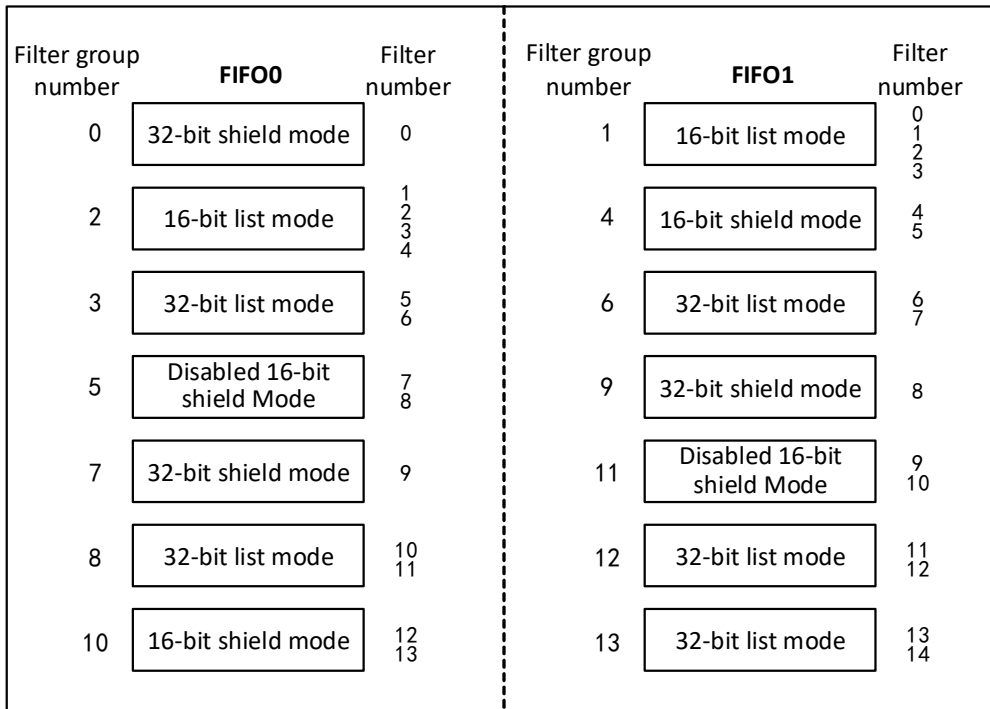 Filter group number FIFO0 Filter number
0 32-bit shield mode 0
2 16-bit list mode 1 2 3 4
3 32-bit list mode 5 6
5 Disabled 16-bit shield Mode 7 8
7 32-bit shield mode 9
8 32-bit list mode 10 11
10 16-bit shield mode 12 13
Filter group number FIFO1 Filter number
1 16-bit list mode 0 1 2 3
4 16-bit shield mode 4 5
6 32-bit list mode 6 7
9 32-bit shield mode 8
11 Disabled 16-bit shield Mode 9 10
12 32-bit list mode 11 12
13 32-bit list mode 13 14